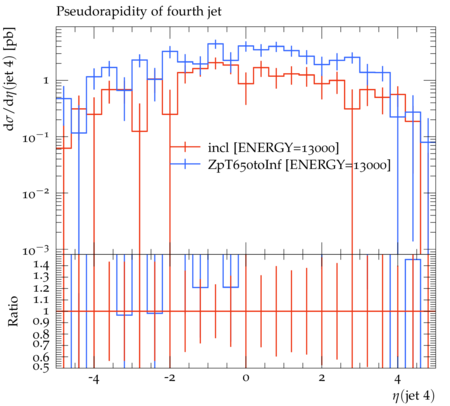 Pseudorapidity of fourth jet
dσ/dη(jet 4) [pb]
1
10⁻¹
10⁻²
10⁻³
incl [ENERGY=13000]
ZpT650toInf [ENERGY=13000]
Ratio
1.4
1.3
1.2
1.1
1
0.9
0.8
0.7
0.6
0.5
-4 -2 0 2 4
η(jet 4)